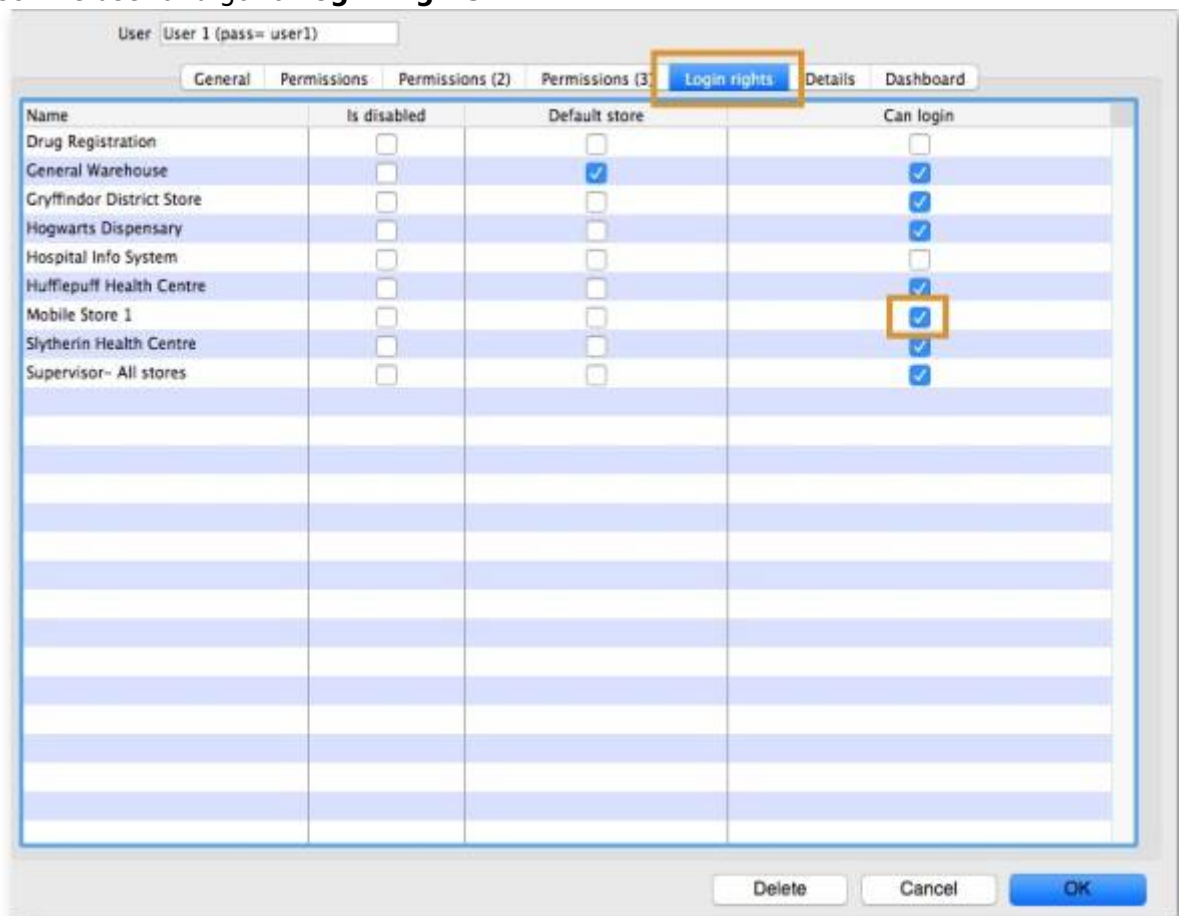 User User 1 (pass= user1)
General Permissions Permissions (2) Permissions (3) Login rights Details Dashboard
Name Is disabled Default store Can login
Drug Registration
General Warehouse
Gryffindor District Store
Hogwarts Dispensary
Hospital Info System
Hufflepuff Health Centre
Mobile Store 1
Slytherin Health Centre
Supervisor- All stores
Delete Cancel OK